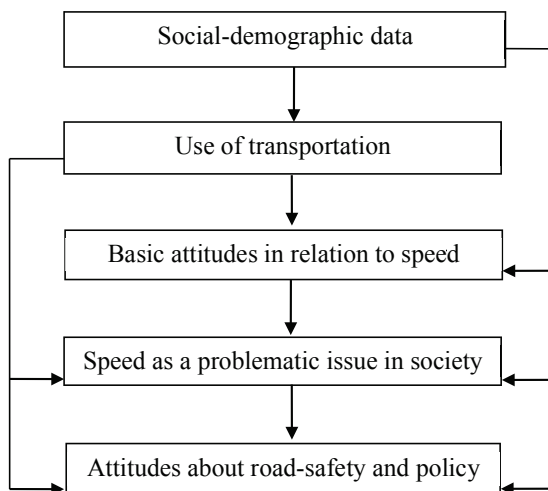 Social-demographic data
Use of transportation
Basic attitudes in relation to speed
Speed as a problematic issue in society
Attitudes about road-safety and policy